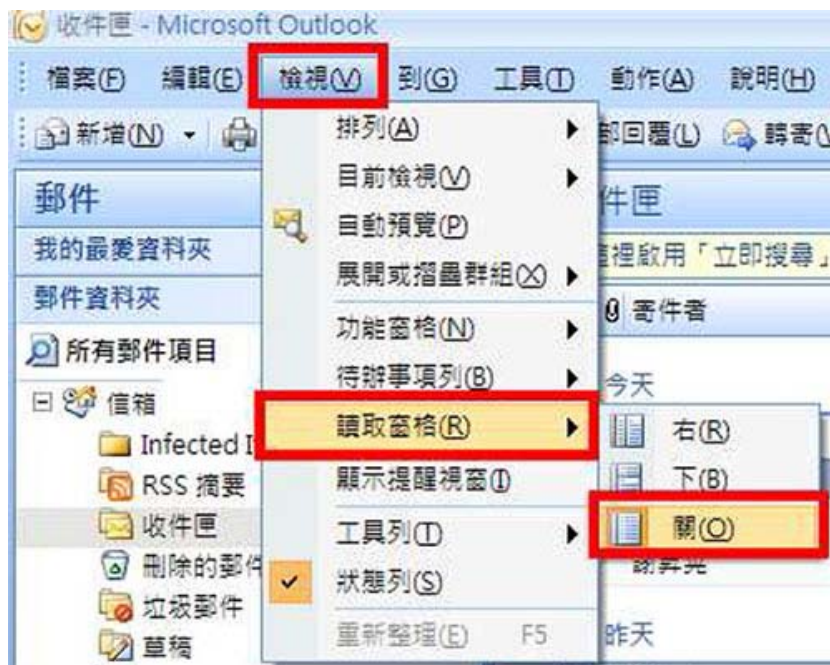 收件匣 - Microsoft Outlook
檔案(F) 編輯(E) 檢視(V) 到(G) 工具(T) 動作(A) 說明(H)
新增(N) 部回覆(L) 轉寄(
郵件
我的最愛資料夾
郵件資料夾
所有郵件項目
信箱
Infected I
RSS 摘要
收件匣
刪除的郵件
垃圾郵件
草稿
排列(A)
目前檢視(V)
自動預覽(P)
展開或摺疊群組(X)
功能窗格(N)
待辦事項列(B)
讀取窗格(R)
顯示提醒視窗(I)
工具列(T)
狀態列(S)
重新整理(E) F5
件匣
裡啟用「立即搜尋」
寄件者
今天
右(R)
下(B)
關(O)
昨天